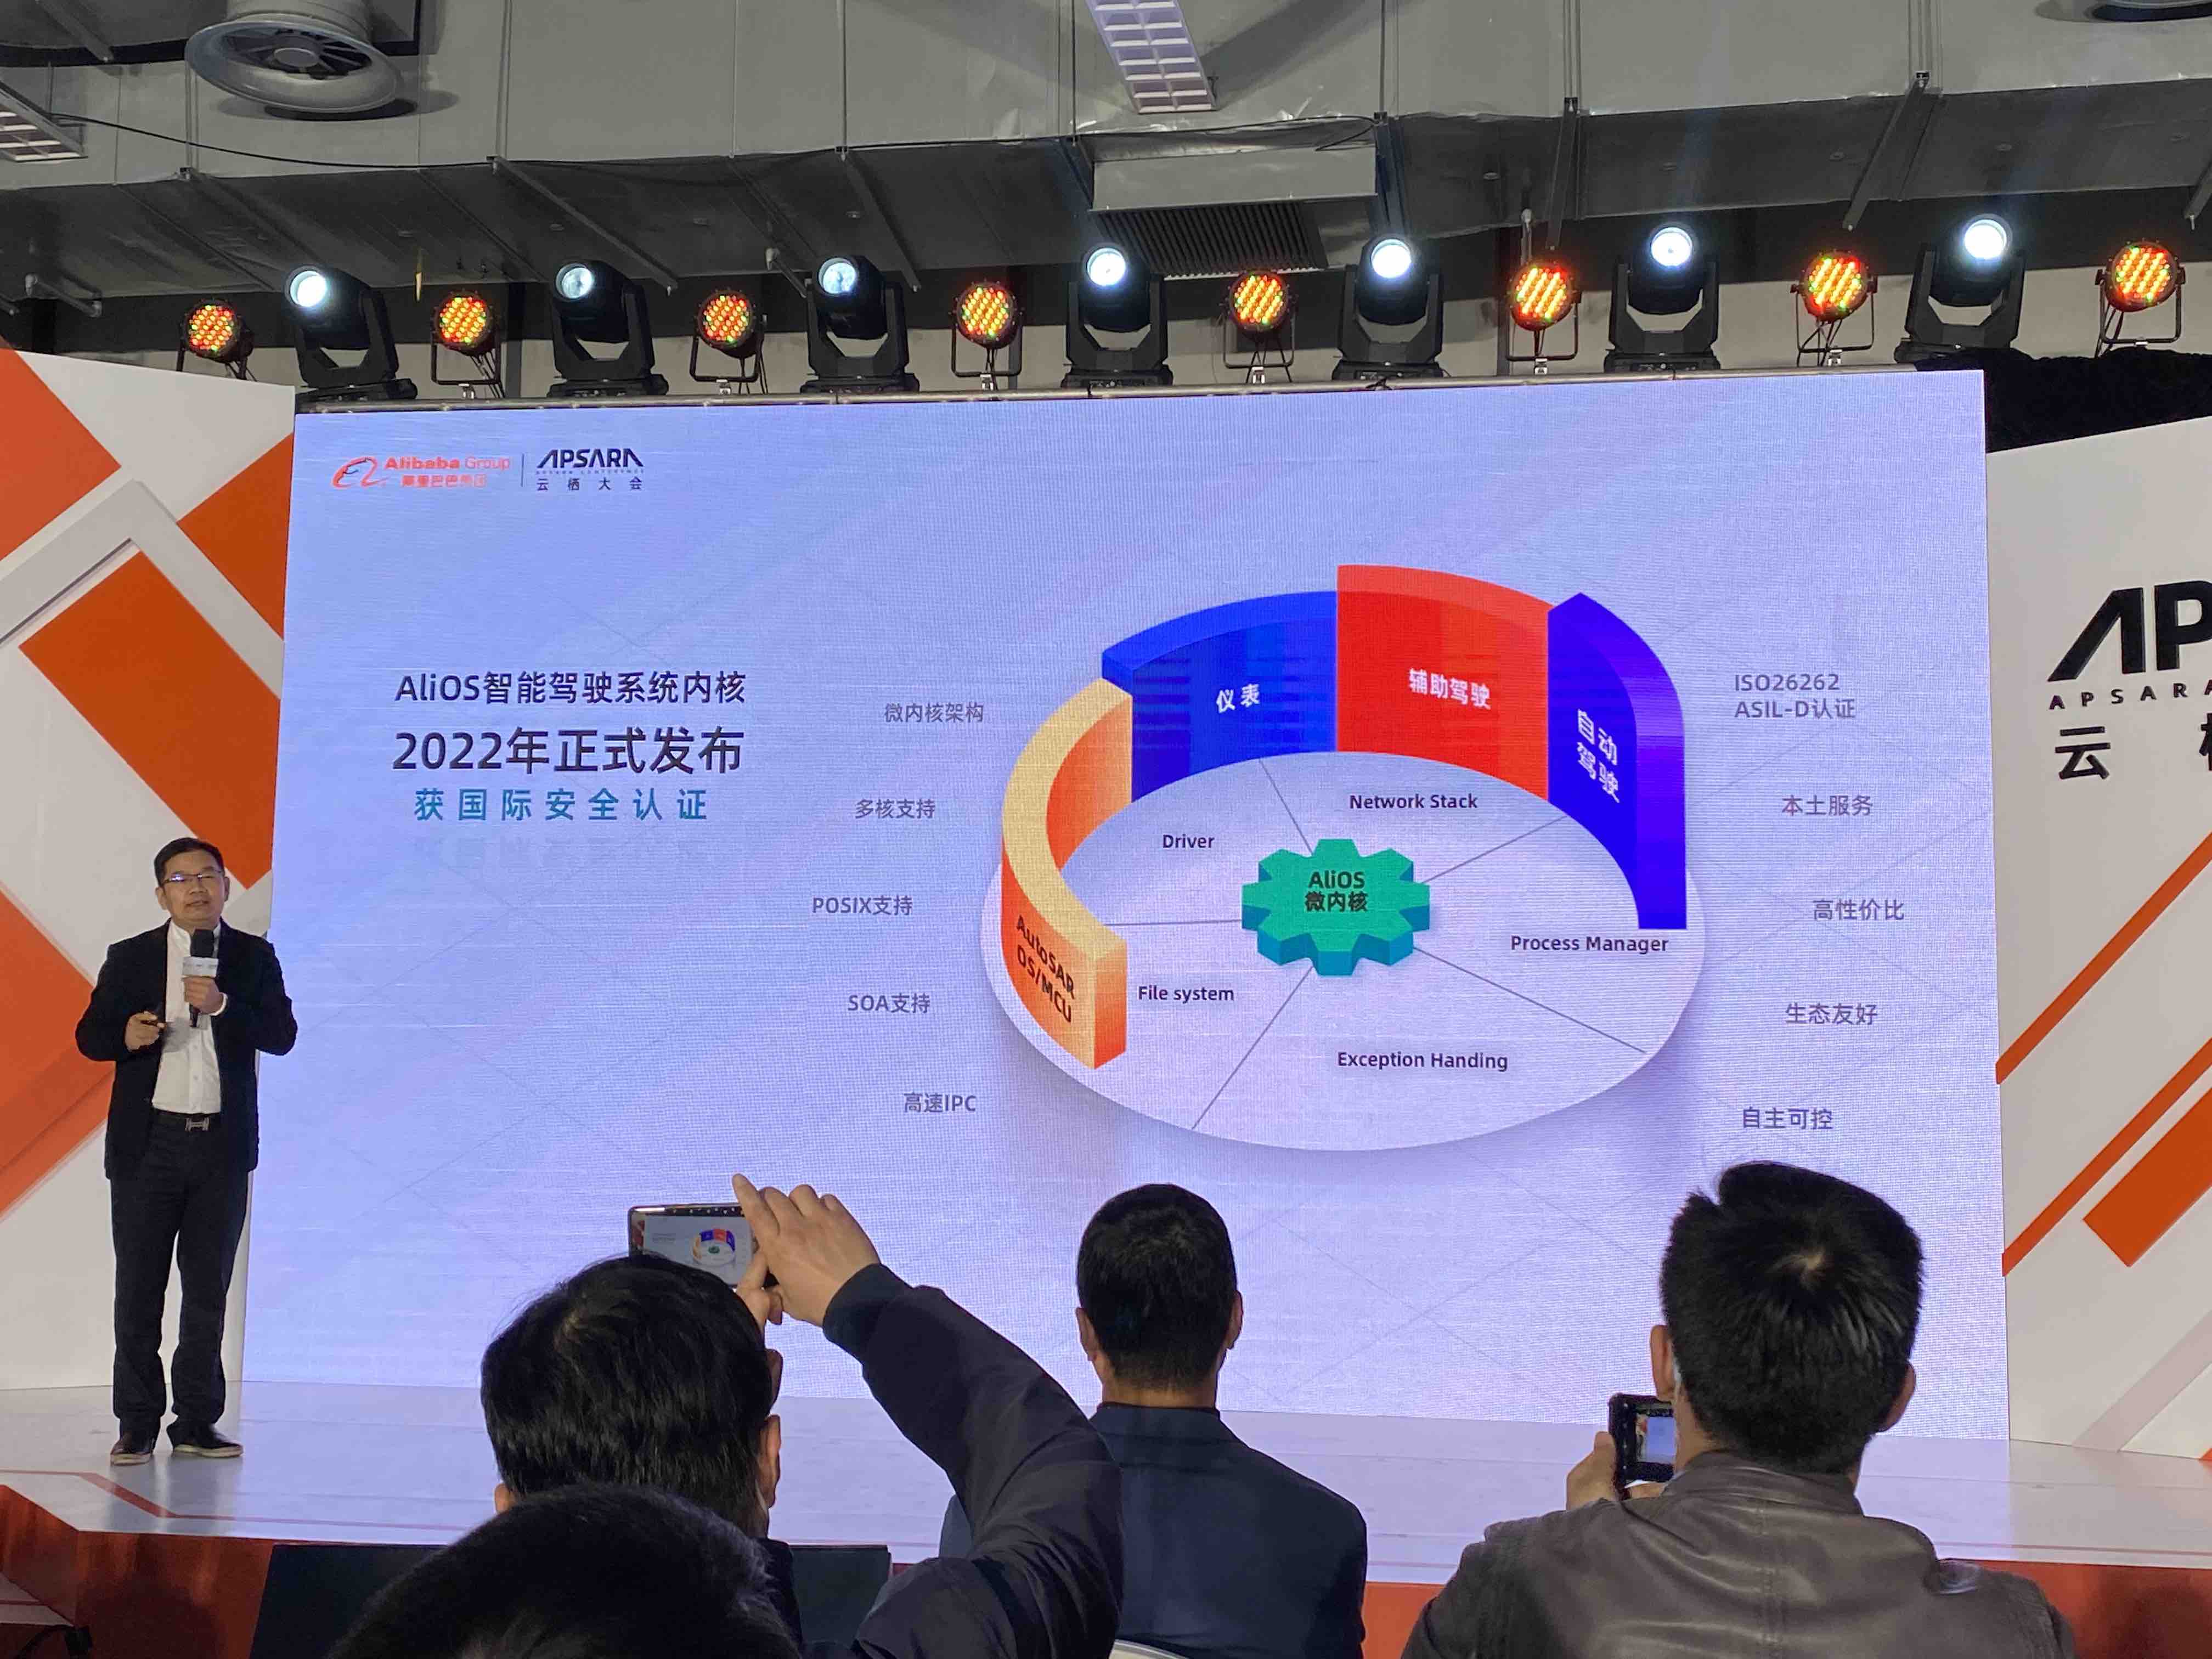 Alibaba Group
阿里巴巴集团
APSARA
云栖大会
AliOS智能驾驶系统内核
2022年正式发布
获国际安全认证
微内核架构
多核支持
POSIX支持
SOA支持
高速IPC
仪表
辅助驾驶
自动
驾驶
AutoSAR
OS/MCU
Network Stack
Driver
AliOS
微内核
Process Manager
File system
Exception Handing
ISO26262
ASIL-D认证
本土服务
高性价比
生态友好
自主可控
AP
APSARA
云